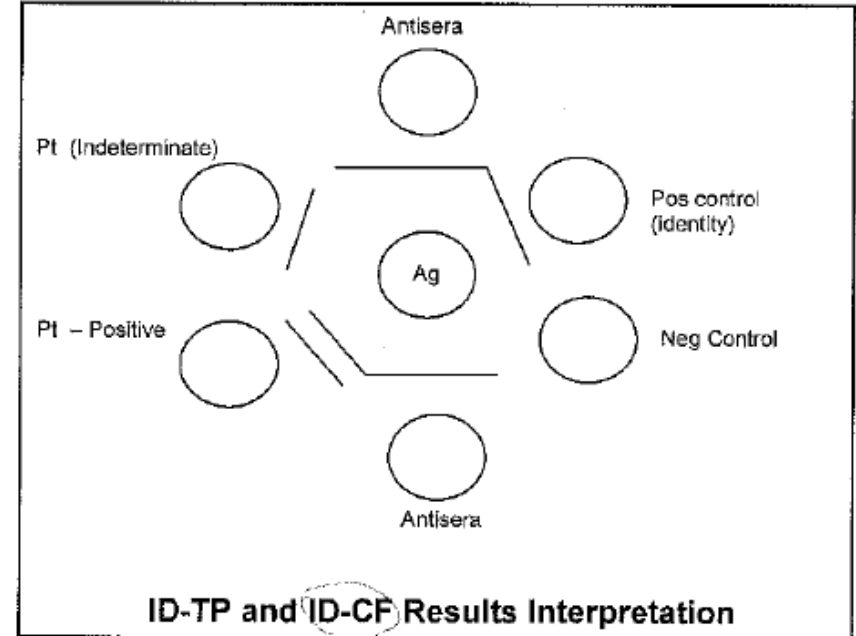 Antisera
Pt (Indeterminate)
Pos control
(identity)
Ag
Pt – Positive
Neg Control
Antisera
ID-TP and ID-CF Results Interpretation